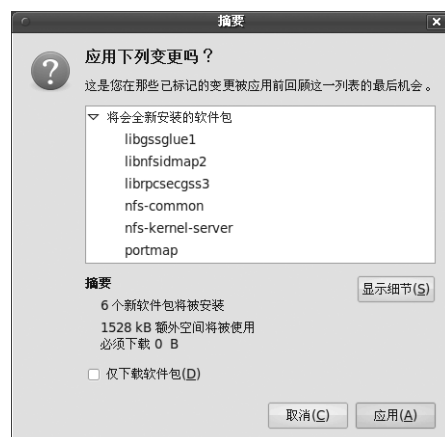 摘要
应用下列变更吗？
这是您在那些已标记的变更被应用前回顾这一列表的最后机会。
将会全新安装的软件包
libgssglue1
libnfsidmap2
librpcsecgss3
nfs-common
nfs-kernel-server
portmap
摘要
显示细节(S)
6 个新软件包将被安装
1528 kB 额外空间将被使用
必须下载 0 B
仅下载软件包(D)
取消(C)
应用(A)